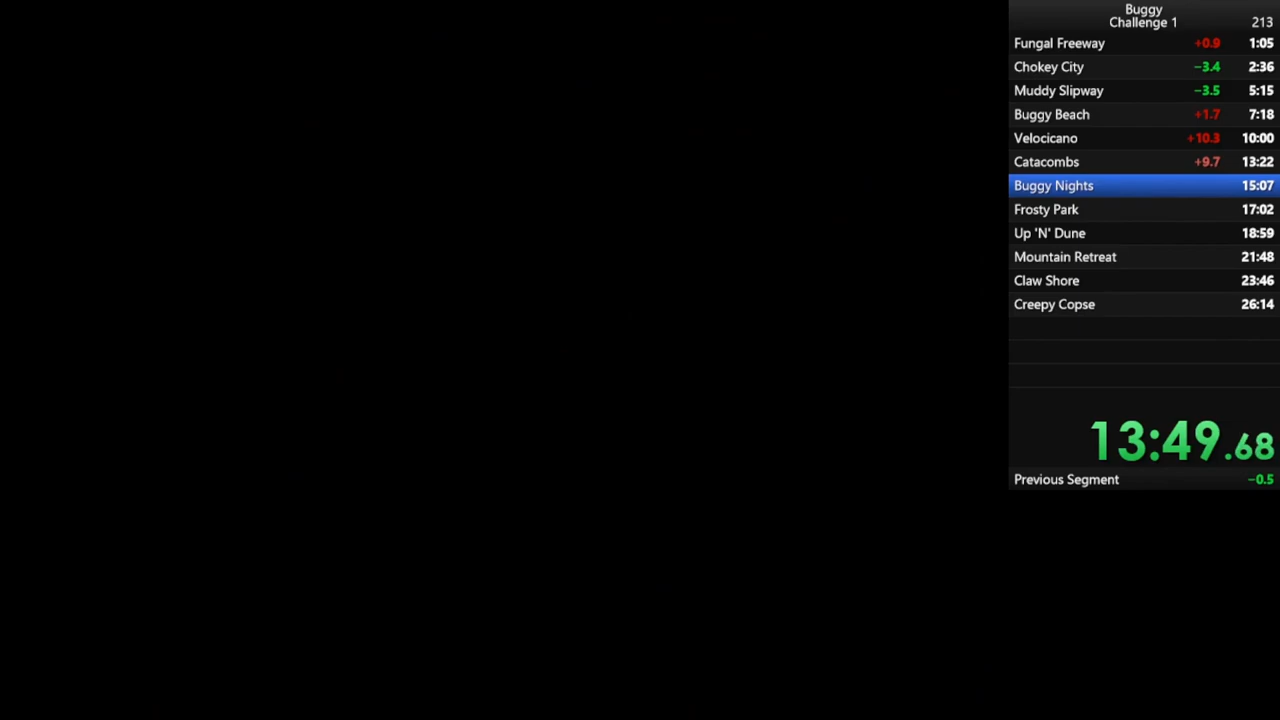 Buggy
Challenge 1 213
Fungal Freeway +0.9 1:05
Chokey City −3.4 2:36
Muddy Slipway −3.5 5:15
Buggy Beach +1.7 7:18
Velocicano +10.3 10:00
Catacombs +9.7 13:22
Buggy Nights 15:07
Frosty Park 17:02
Up 'N' Dune 18:59
Mountain Retreat 21:48
Claw Shore 23:46
Creepy Copse 26:14
13:49.68
Previous Segment −0.5